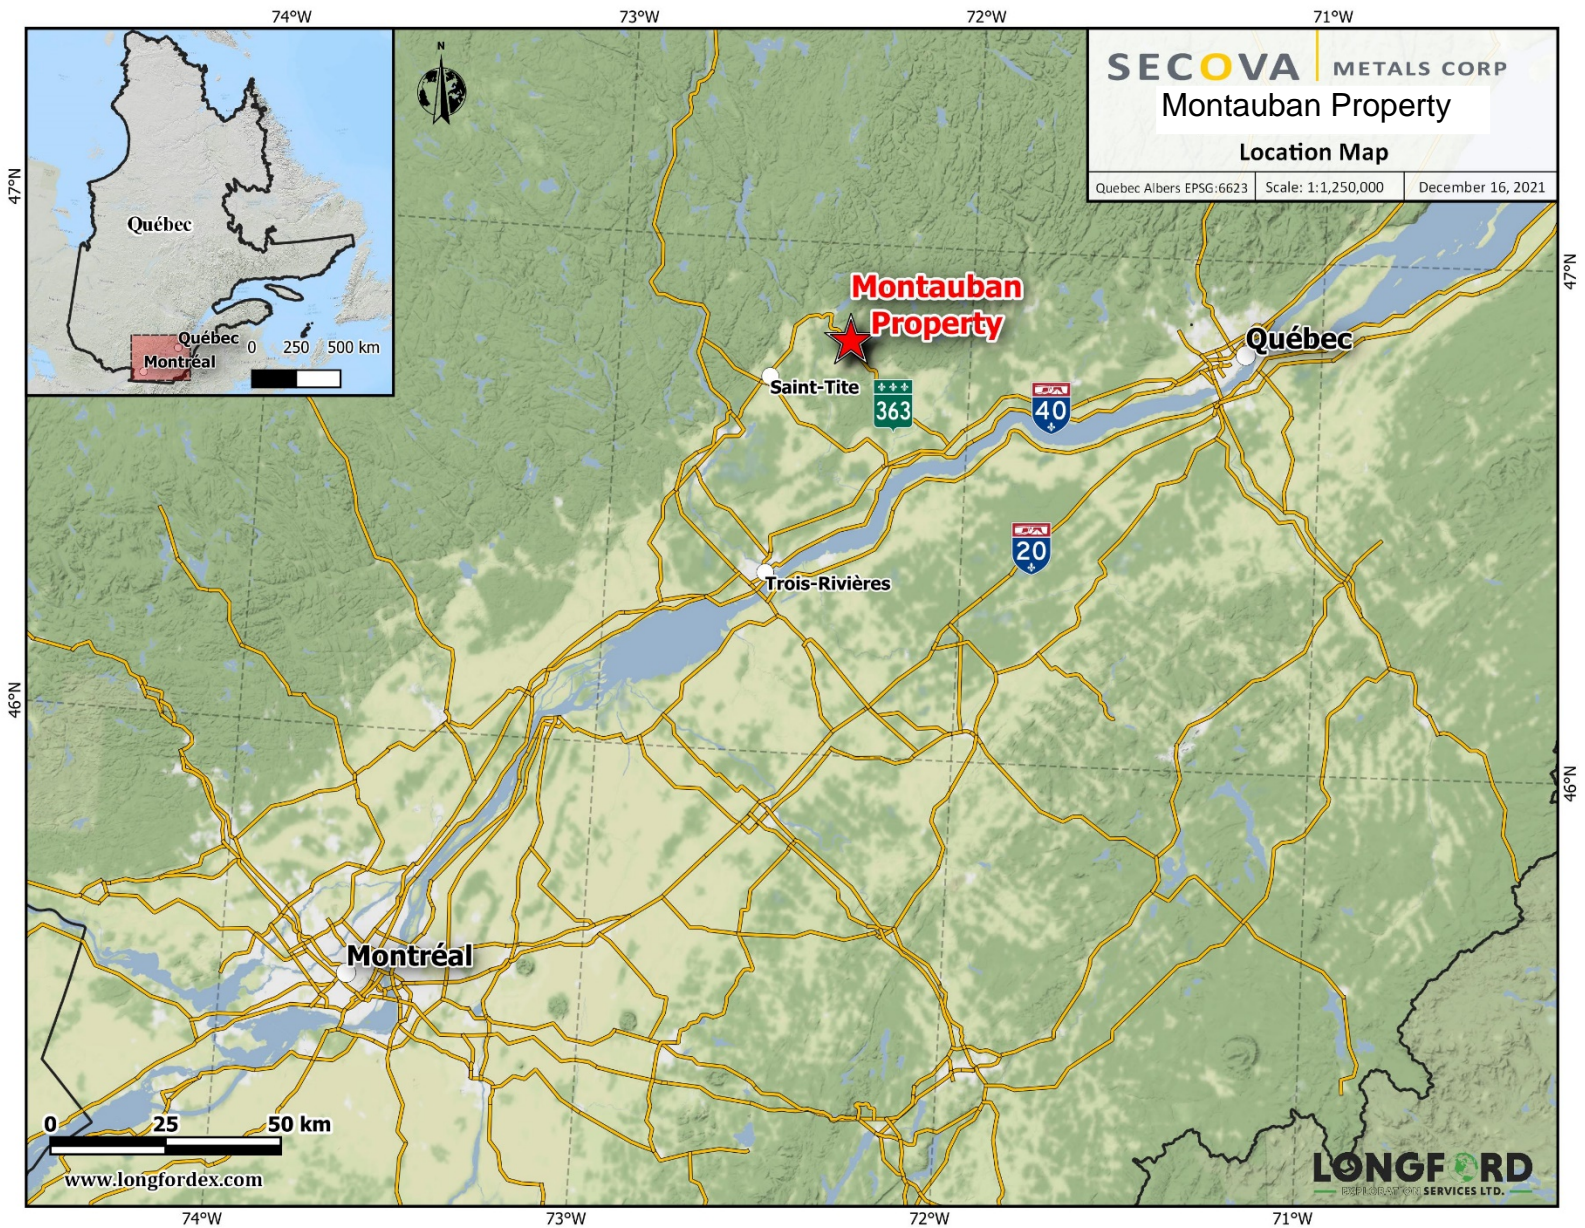 74°W
73°W
72°W
71°W
SECOVA METALS CORP
Montauban Property
Location Map
Quebec Albers EPSG:6623
Scale: 1:1,250,000
December 16, 2021
N
Québec
Québec
Montréal
0 250 500 km
47°N
47°N
Montauban
Property
Saint-Tite
363
40
Québec
20
Trois-Rivières
46°N
46°N
Montréal
0 25 50 km
www.longfordex.com
LONGFORD
EXPLORATION SERVICES LTD.
74°W
73°W
72°W
71°W